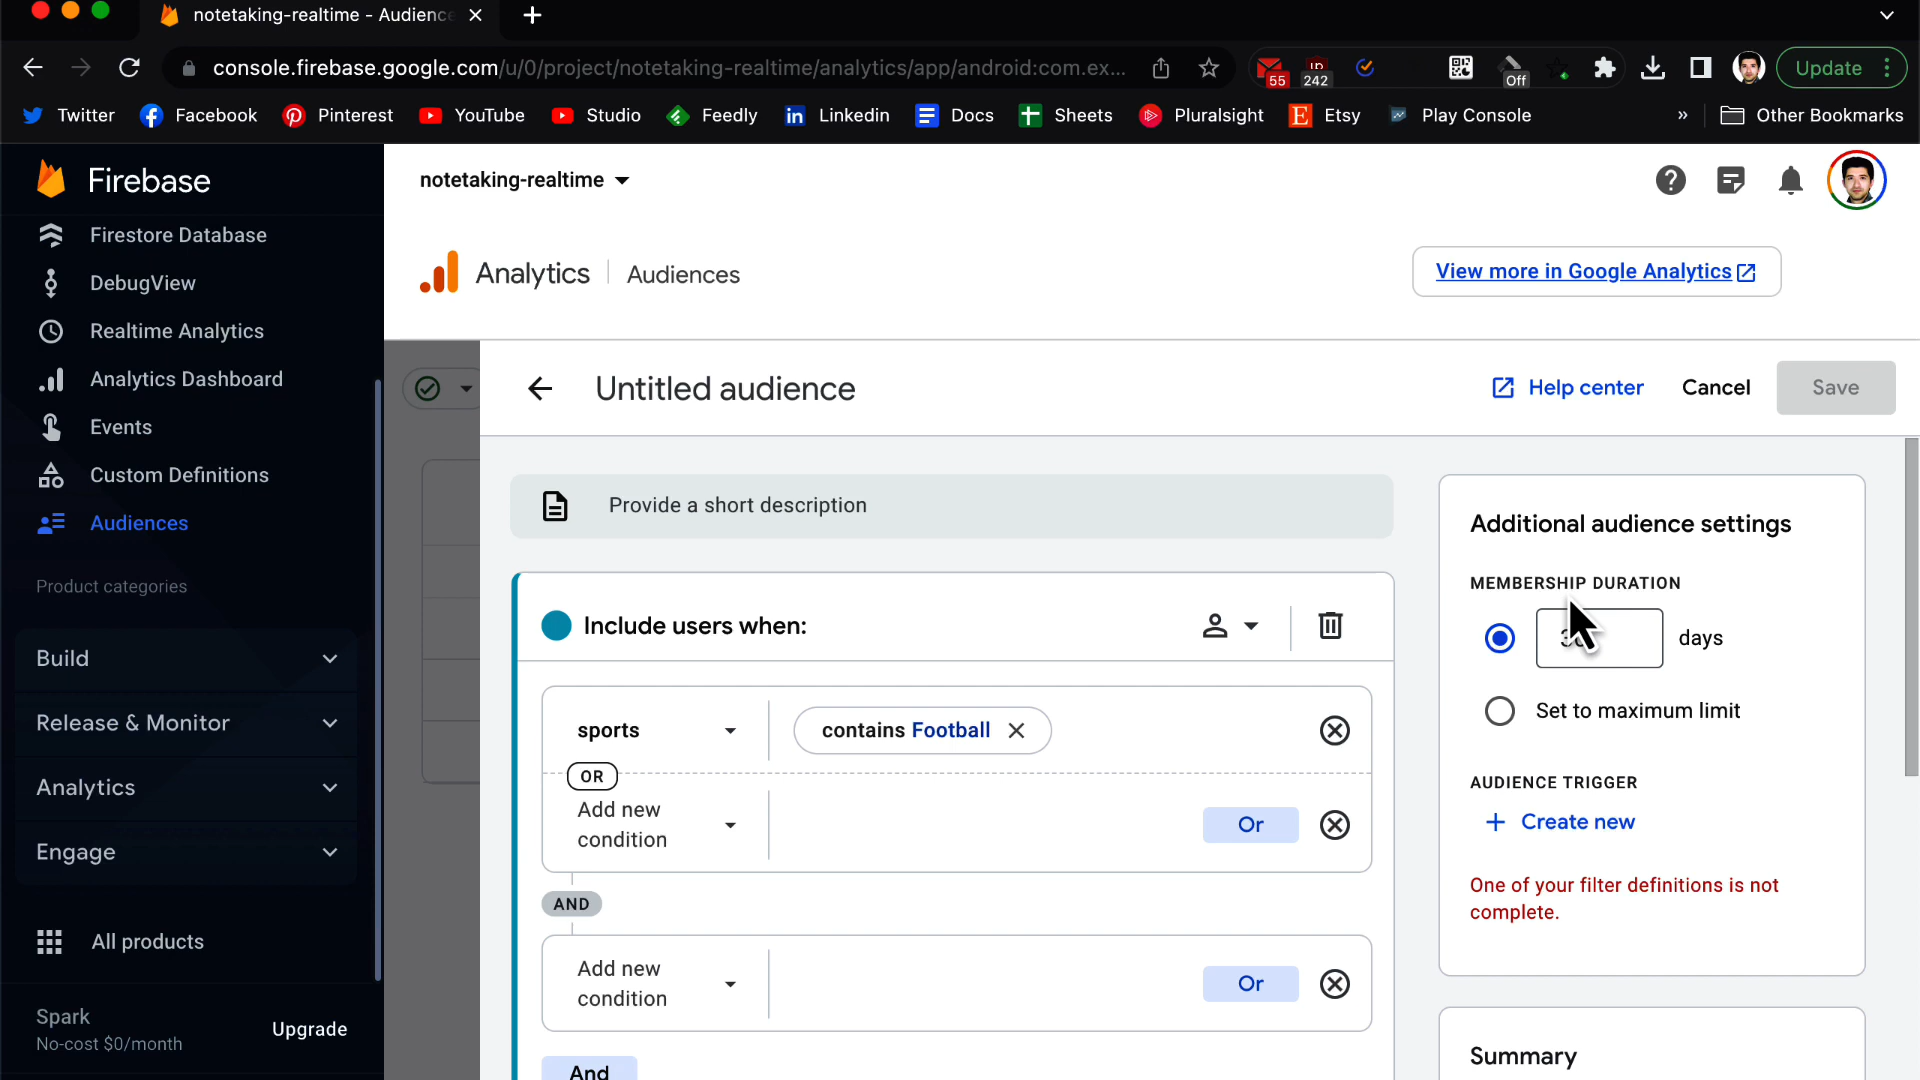 notetaking-realtime - Audience
console.firebase.google.com/u/0/project/notetaking-realtime/analytics/app/android:com.ex...
55
242
Off
Update
Twitter
Facebook
Pinterest
YouTube
Studio
Feedly
Linkedin
Docs
Sheets
Pluralsight
Etsy
Play Console
»
Other Bookmarks
Firebase
Firestore Database
DebugView
Realtime Analytics
Analytics Dashboard
Events
Custom Definitions
Audiences
Product categories
Build
Release & Monitor
Analytics
Engage
All products
Spark
No-cost $0/month
Upgrade
notetaking-realtime
Analytics
Audiences
View more in Google Analytics
Untitled audience
Help center
Cancel
Save
Provide a short description
Include users when:
sports
contains Football
OR
Add new
condition
Or
AND
Add new
condition
Or
And
Additional audience settings
MEMBERSHIP DURATION
days
Set to maximum limit
AUDIENCE TRIGGER
+ Create new
One of your filter definitions is not
complete.
Summary